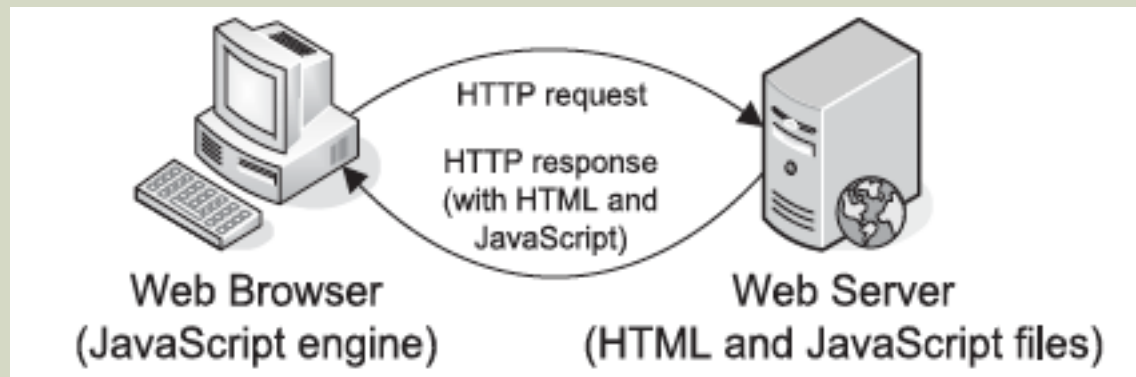 HTTP request
HTTP response
(with HTML and
JavaScript)
Web Browser
(JavaScript engine)
Web Server
(HTML and JavaScript files)